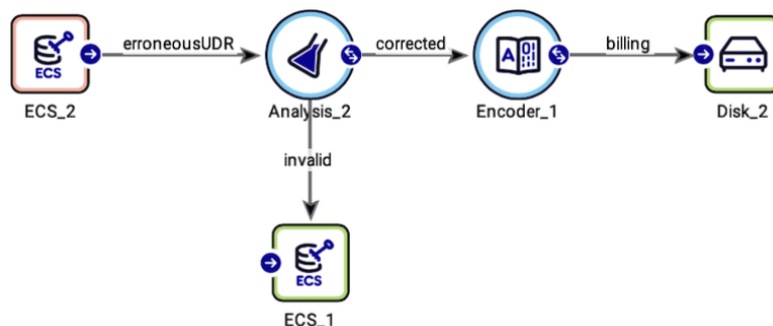 erroneousUDR
corrected
billing
ECS
A
ECS_2
Analysis_2
Encoder_1
Disk_2
invalid
ECS
ECS_1